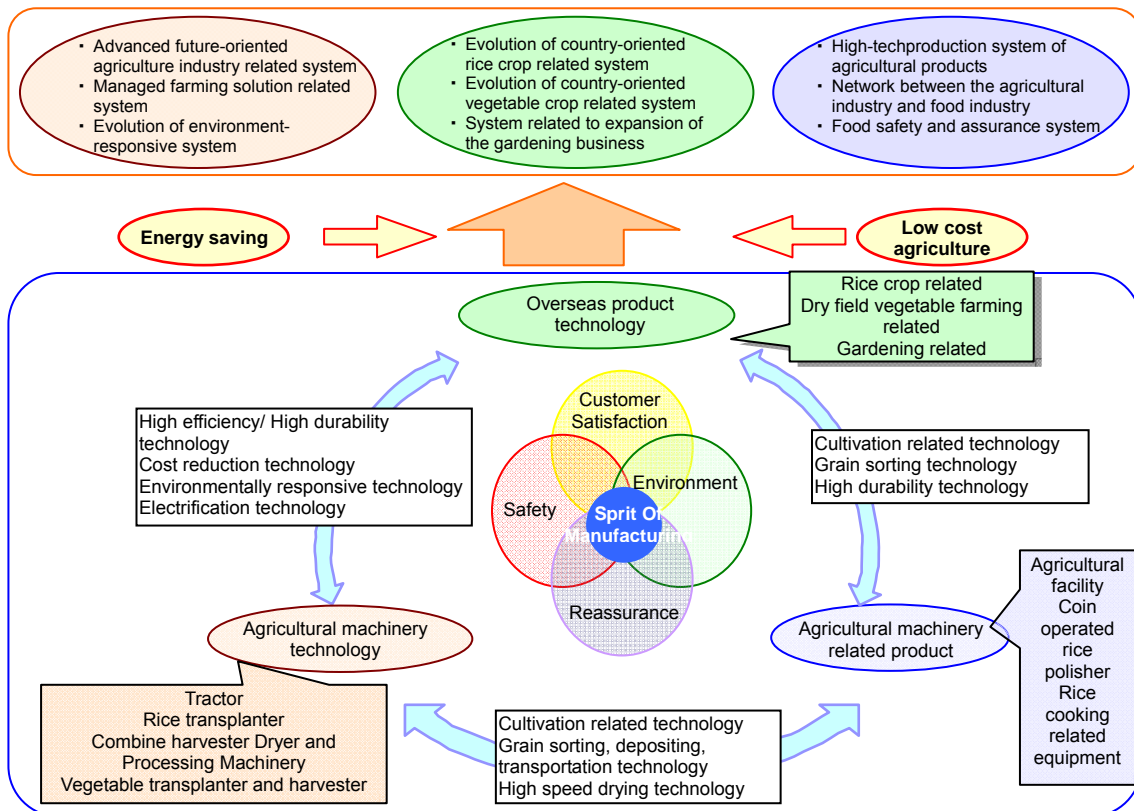 ▪ Advanced future-oriented
agriculture industry related system
▪ Managed farming solution related
system
▪ Evolution of environment-
responsive system
▪ Evolution of country-oriented
rice crop related system
▪ Evolution of country-oriented
vegetable crop related system
▪ System related to expansion of
the gardening business
▪ High-techproduction system of
agricultural products
▪ Network between the agricultural
industry and food industry
▪ Food safety and assurance system
Energy saving
Low cost
agriculture
Overseas product
technology
Rice crop related
Dry field vegetable farming
related
Gardening related
High efficiency/ High durability
technology
Cost reduction technology
Environmentally responsive technology
Electrification technology
Customer
Satisfaction
Environment
Safety
Sprit Of
Manufacturing
Reassurance
Cultivation related technology
Grain sorting technology
High durability technology
Agricultural machinery
technology
Tractor
Rice transplanter
Combine harvester Dryer and
Processing Machinery
Vegetable transplanter and harvester
Cultivation related technology
Grain sorting, depositing,
transportation technology
High speed drying technology
Agricultural machinery
related product
Agricultural
facility
Coin
operated
rice
polisher
Rice
cooking
related
equipment